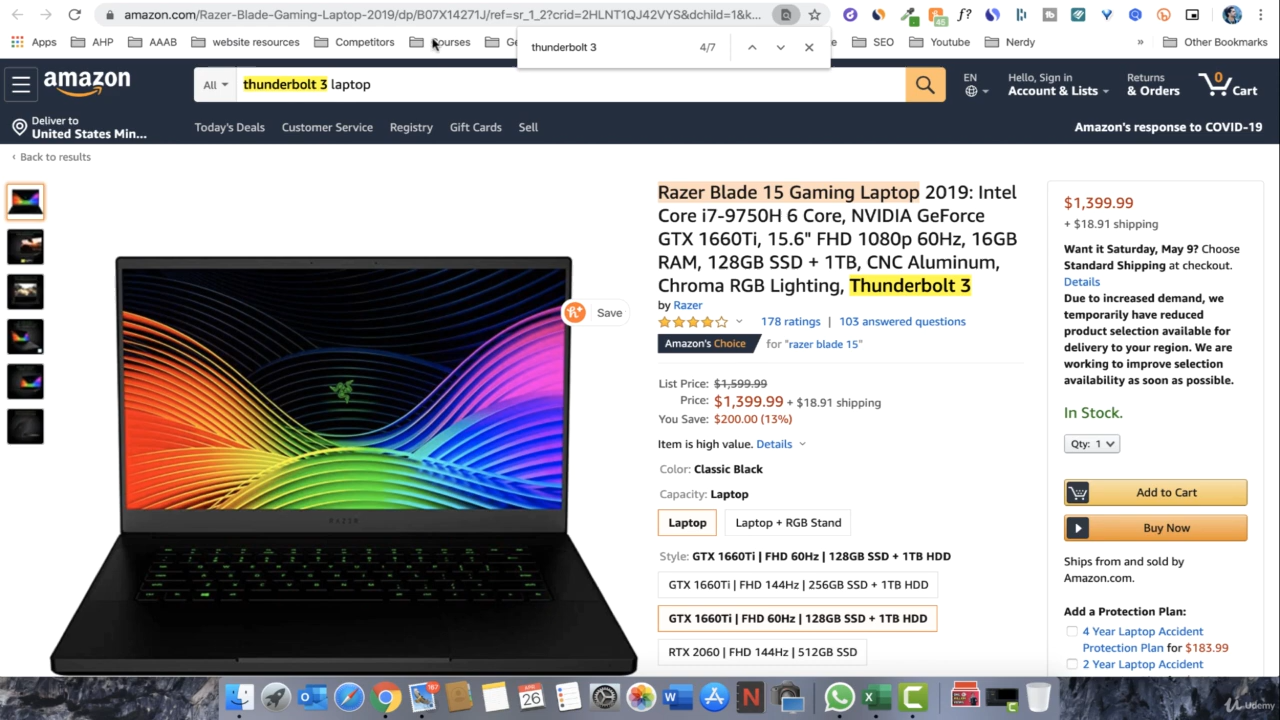 amazon.com/Razer-Blade-Gaming-Laptop-2019/dp/B07X14271J/ref=sr_1_2?crid=2HLNT1QJ42VYS&dchild=1&k...
Apps
AHP
AAAB
website resources
Competitors
Courses
SEO
Youtube
Nerdy
»
Other Bookmarks
thunderbolt 3
4/7
amazon
All
thunderbolt 3 laptop
EN
Hello, Sign in
Account & Lists
Returns
& Orders
0
Cart
Deliver to
United States Min...
Today's Deals
Customer Service
Registry
Gift Cards
Sell
Amazon's response to COVID-19
‹ Back to results
Razer Blade 15 Gaming Laptop 2019: Intel
Core i7-9750H 6 Core, NVIDIA GeForce
GTX 1660Ti, 15.6" FHD 1080p 60Hz, 16GB
RAM, 128GB SSD + 1TB, CNC Aluminum,
Chroma RGB Lighting, Thunderbolt 3
by Razer
178 ratings | 103 answered questions
Amazon's Choice for "razer blade 15"
List Price: $1,599.99
Price: $1,399.99 + $18.91 shipping
You Save: $200.00 (13%)
Item is high value. Details
Color: Classic Black
Capacity: Laptop
Laptop
Laptop + RGB Stand
Style: GTX 1660Ti | FHD 60Hz | 128GB SSD + 1TB HDD
GTX 1660Ti | FHD 144Hz | 256GB SSD + 1TB HDD
GTX 1660Ti | FHD 60Hz | 128GB SSD + 1TB HDD
RTX 2060 | FHD 144Hz | 512GB SSD
Save
RAZER
$1,399.99
+ $18.91 shipping
Want it Saturday, May 9? Choose
Standard Shipping at checkout.
Details
Due to increased demand, we
temporarily have reduced
product selection available for
delivery to your region. We are
working to improve selection
availability as soon as possible.
In Stock.
Qty: 1
Add to Cart
Buy Now
Ships from and sold by
Amazon.com.
Add a Protection Plan:
4 Year Laptop Accident
Protection Plan for $183.99
2 Year Laptop Accident
187
APR
26
W
N
X
C
Udemy